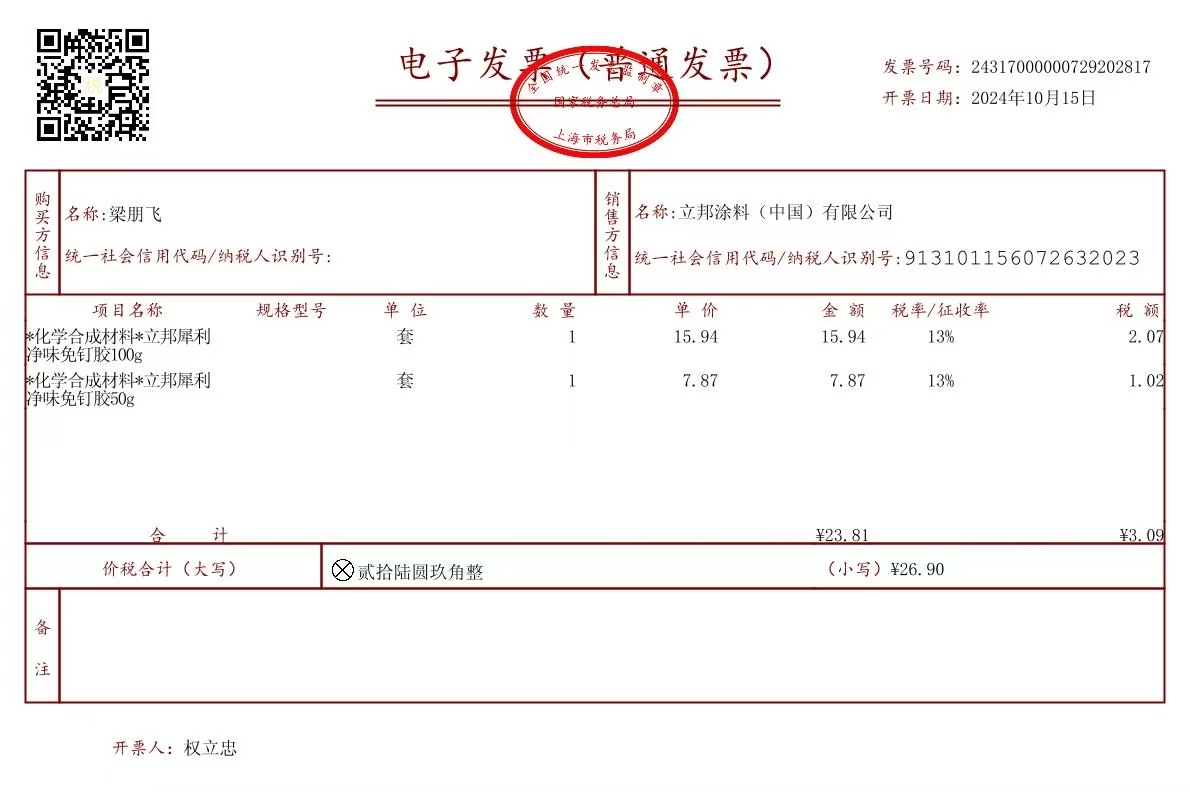 电子发票（普通发票）
全国统一发票监制章
国家税务总局
上海市税务局
发票号码：24317000000729202817
开票日期：2024年10月15日
购买方信息
名称:梁朋飞
统一社会信用代码/纳税人识别号:
销售方信息
名称:立邦涂料（中国）有限公司
统一社会信用代码/纳税人识别号:913101156072632023
项目名称 规格型号 单位 数量 单价 金额 税率/征收率 税额
*化学合成材料*立邦犀利 套 1 15.94 15.94 13% 2.07
净味免钉胶100g
*化学合成材料*立邦犀利 套 1 7.87 7.87 13% 1.02
净味免钉胶50g
合计 ¥23.81 ¥3.09
价税合计（大写） 贰拾陆圆玖角整 （小写）¥26.90
备注
开票人：权立忠